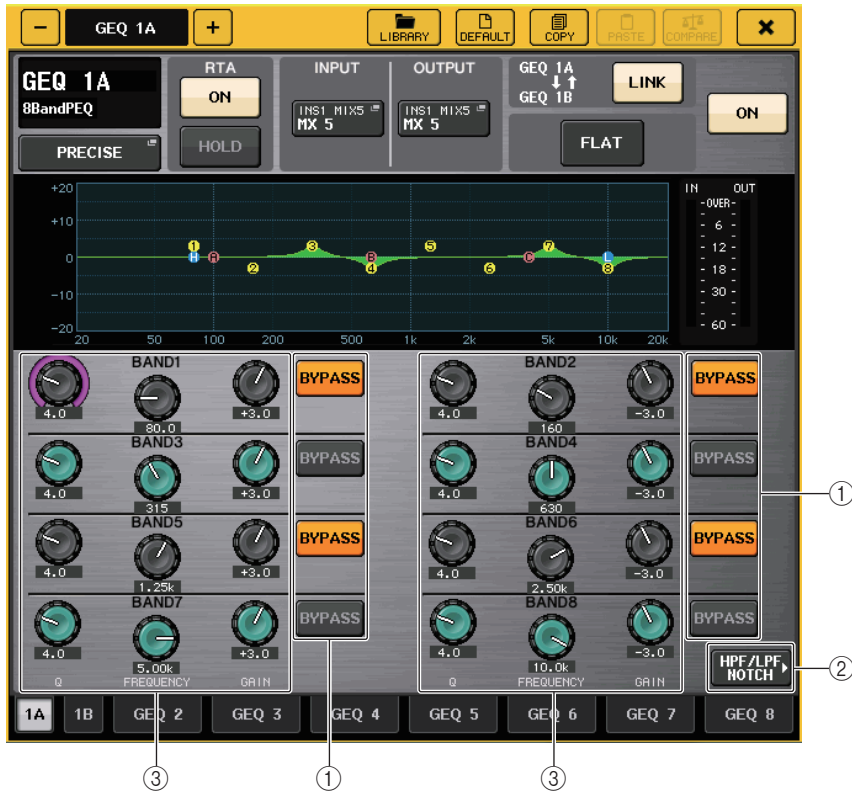 − GEQ 1A + LIBRARY DEFAULT COPY PASTE COMPARE ×
GEQ 1A
8BandPEQ
PRECISE
RTA
ON
HOLD
INPUT
INS1 MIX5
MX 5
OUTPUT
INS1 MIX5
MX 5
GEQ 1A
↓↑
GEQ 1B
LINK
FLAT
ON
+20
+10
0
−10
−20
20 50 100 200 500 1k 2k 5k 10k 20k
1 H A 2 3 B 4 5 6 C 7 L 8
IN OUT
-OVER-
- 6 -
- 12 -
- 18 -
- 30 -
- 60 -
BAND1
4.0 80.0 +3.0
BYPASS
BAND2
4.0 160 −3.0
BYPASS
BAND3
4.0 315 +3.0
BYPASS
BAND4
4.0 630 −3.0
BYPASS
BAND5
4.0 1.25k +3.0
BYPASS
BAND6
4.0 2.50k −3.0
BYPASS
BAND7
4.0 5.00k +3.0
BYPASS
BAND8
4.0 10.0k −3.0
BYPASS
Q FREQUENCY GAIN
Q FREQUENCY GAIN
HPF/LPF
NOTCH
1A 1B GEQ 2 GEQ 3 GEQ 4 GEQ 5 GEQ 6 GEQ 7 GEQ 8
①
②
③ ① ③